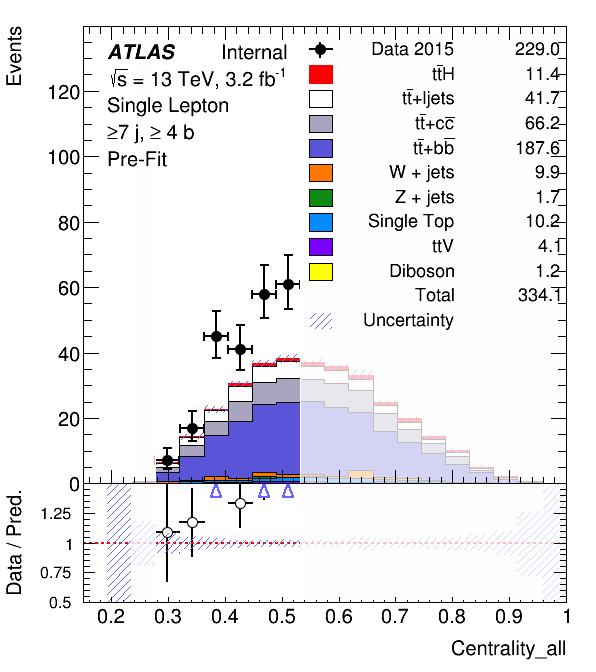 Events
ATLAS Internal
√s = 13 TeV, 3.2 fb⁻¹
Single Lepton
≥7 j, ≥ 4 b
Pre-Fit
Data 2015 229.0
tt̄H 11.4
tt̄+ljets 41.7
tt̄+cc̄ 66.2
tt̄+bb̄ 187.6
W + jets 9.9
Z + jets 1.7
Single Top 10.2
ttV 4.1
Diboson 1.2
Total 334.1
Uncertainty
120
100
80
60
40
20
0
Data / Pred.
1.25
1
0.75
0.5
0.2 0.3 0.4 0.5 0.6 0.7 0.8 0.9 1
Centrality_all